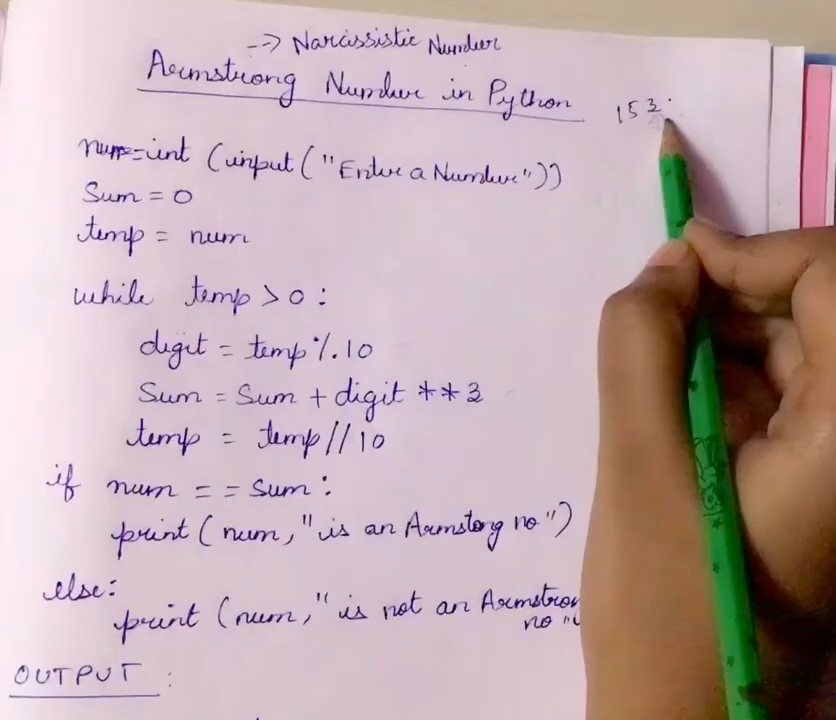 --> Narcissistic Number
Armstrong Number in Python
153
num=int (input("Enter a Number"))
Sum = 0
temp = num
while temp > 0 :
digit = temp % 10
Sum = Sum + digit ** 3
temp = temp // 10
if num == sum :
print ( num, "is an Armstong no")
else:
print (num, " is not an Armstron
no "
OUTPUT :